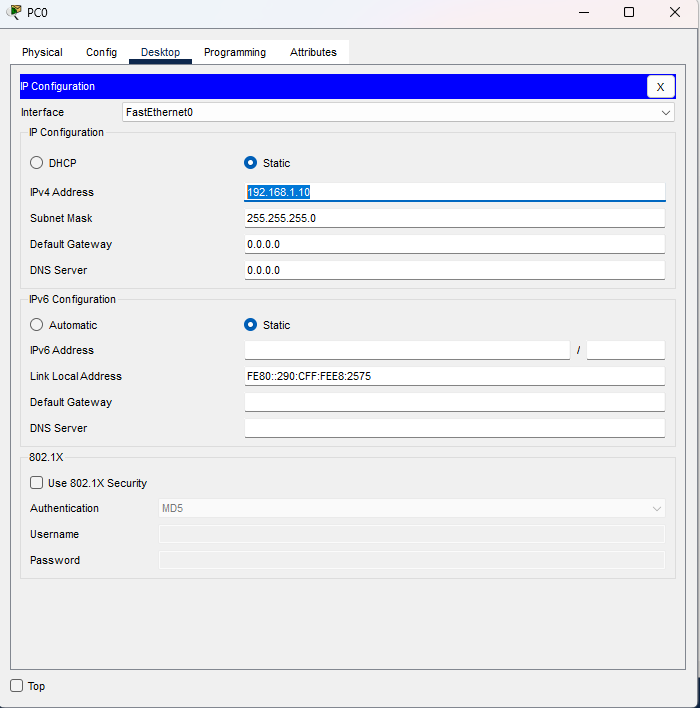 PC0
Physical Config Desktop Programming Attributes
IP Configuration X
Interface FastEthernet0
IP Configuration
DHCP Static
IPv4 Address 192.168.1.10
Subnet Mask 255.255.255.0
Default Gateway 0.0.0.0
DNS Server 0.0.0.0
IPv6 Configuration
Automatic Static
IPv6 Address /
Link Local Address FE80::290:CFF:FEE8:2575
Default Gateway
DNS Server
802.1X
Use 802.1X Security
Authentication MD5
Username
Password
Top